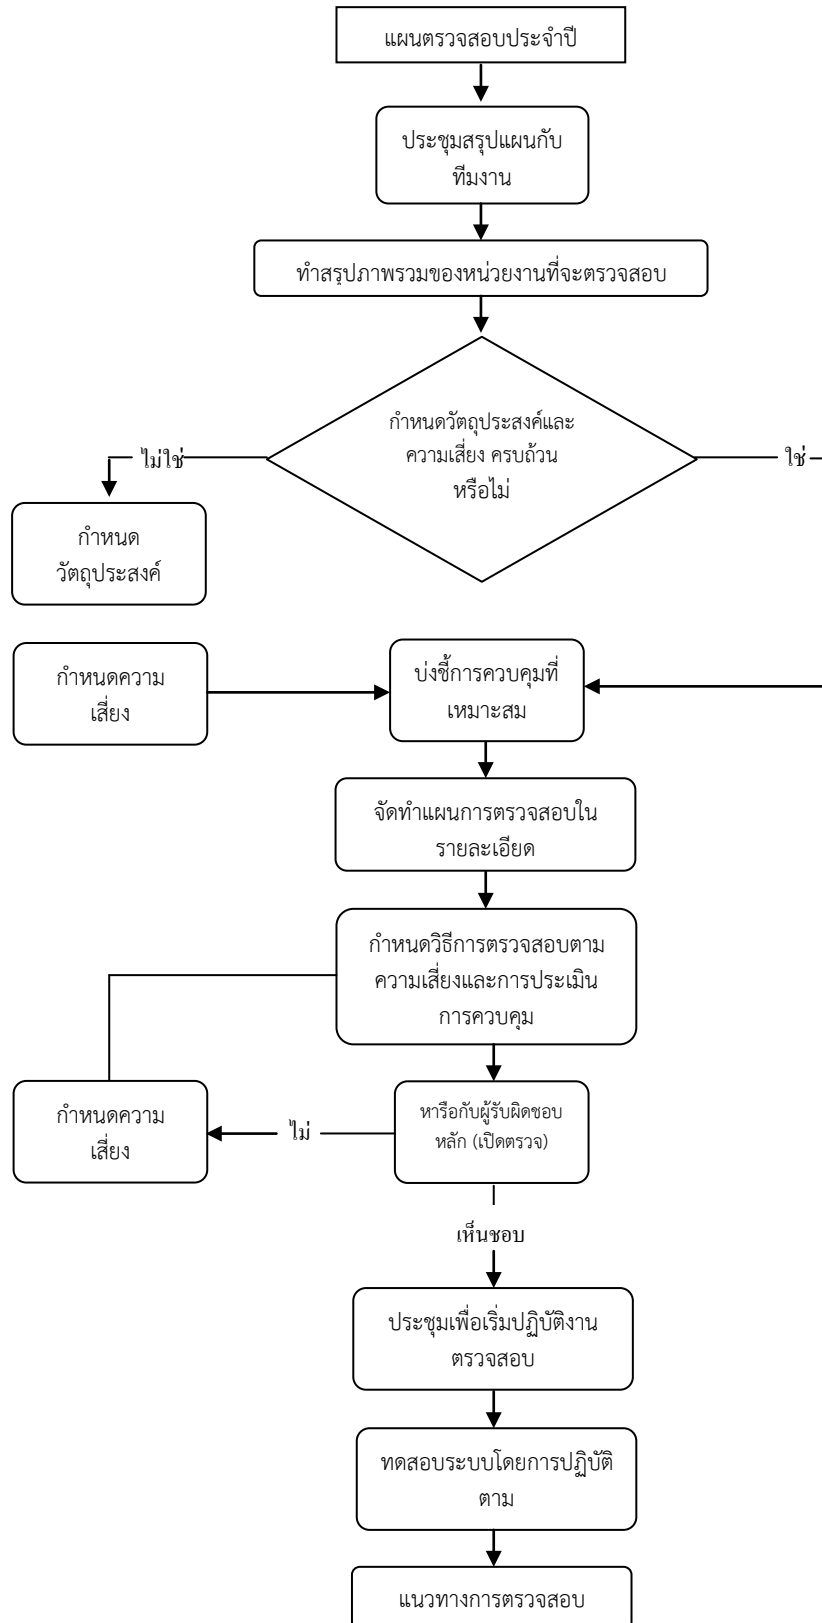 แผนตรวจสอบประจำปี
ประชุมสรุปแผนกับ
ทีมงาน
ทำสรุปภาพรวมของหน่วยงานที่จะตรวจสอบ
กำหนดวัตถุประสงค์และ
ความเสี่ยง ครบถ้วน
หรือไม่
ไม่ใช่
ใช่
กำหนด
วัตถุประสงค์
กำหนดความ
เสี่ยง
บ่งชี้การควบคุมที่
เหมาะสม
จัดทำแผนการตรวจสอบใน
รายละเอียด
กำหนดวิธีการตรวจสอบตาม
ความเสี่ยงและการประเมิน
การควบคุม
กำหนดความ
เสี่ยง
ไม่
หารือกับผู้รับผิดชอบ
หลัก (เปิดตรวจ)
เห็นชอบ
ประชุมเพื่อเริ่มปฏิบัติงาน
ตรวจสอบ
ทดสอบระบบโดยการปฏิบัติ
ตาม
แนวทางการตรวจสอบ